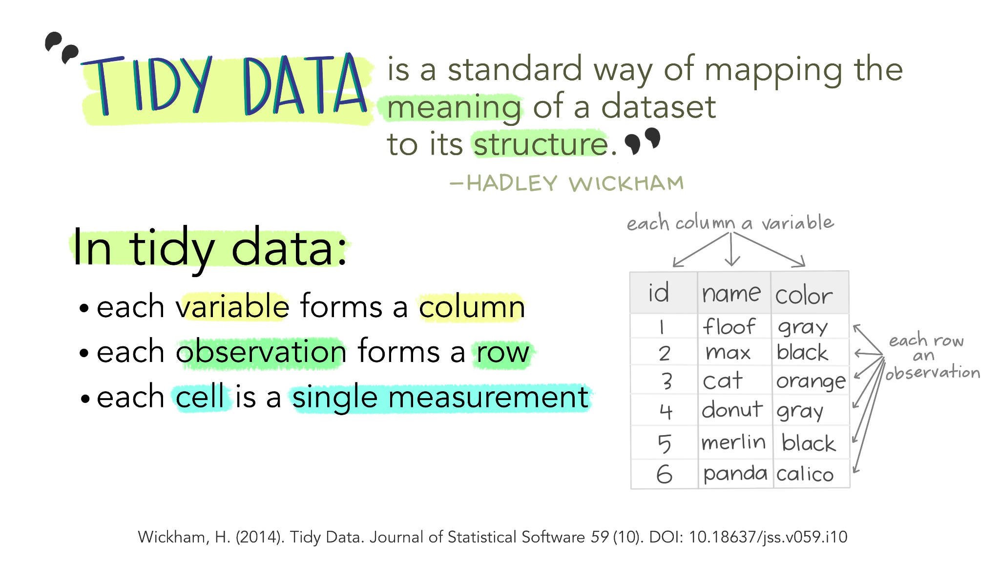 “TIDY DATA is a standard way of mapping the
meaning of a dataset
to its structure.”
—HADLEY WICKHAM
In tidy data:
• each variable forms a column
• each observation forms a row
• each cell is a single measurement
each column a variable
id name color
1 floof gray
2 max black
3 cat orange
4 donut gray
5 merlin black
6 panda calico
each row
an
observation
Wickham, H. (2014). Tidy Data. Journal of Statistical Software 59 (10). DOI: 10.18637/jss.v059.i10